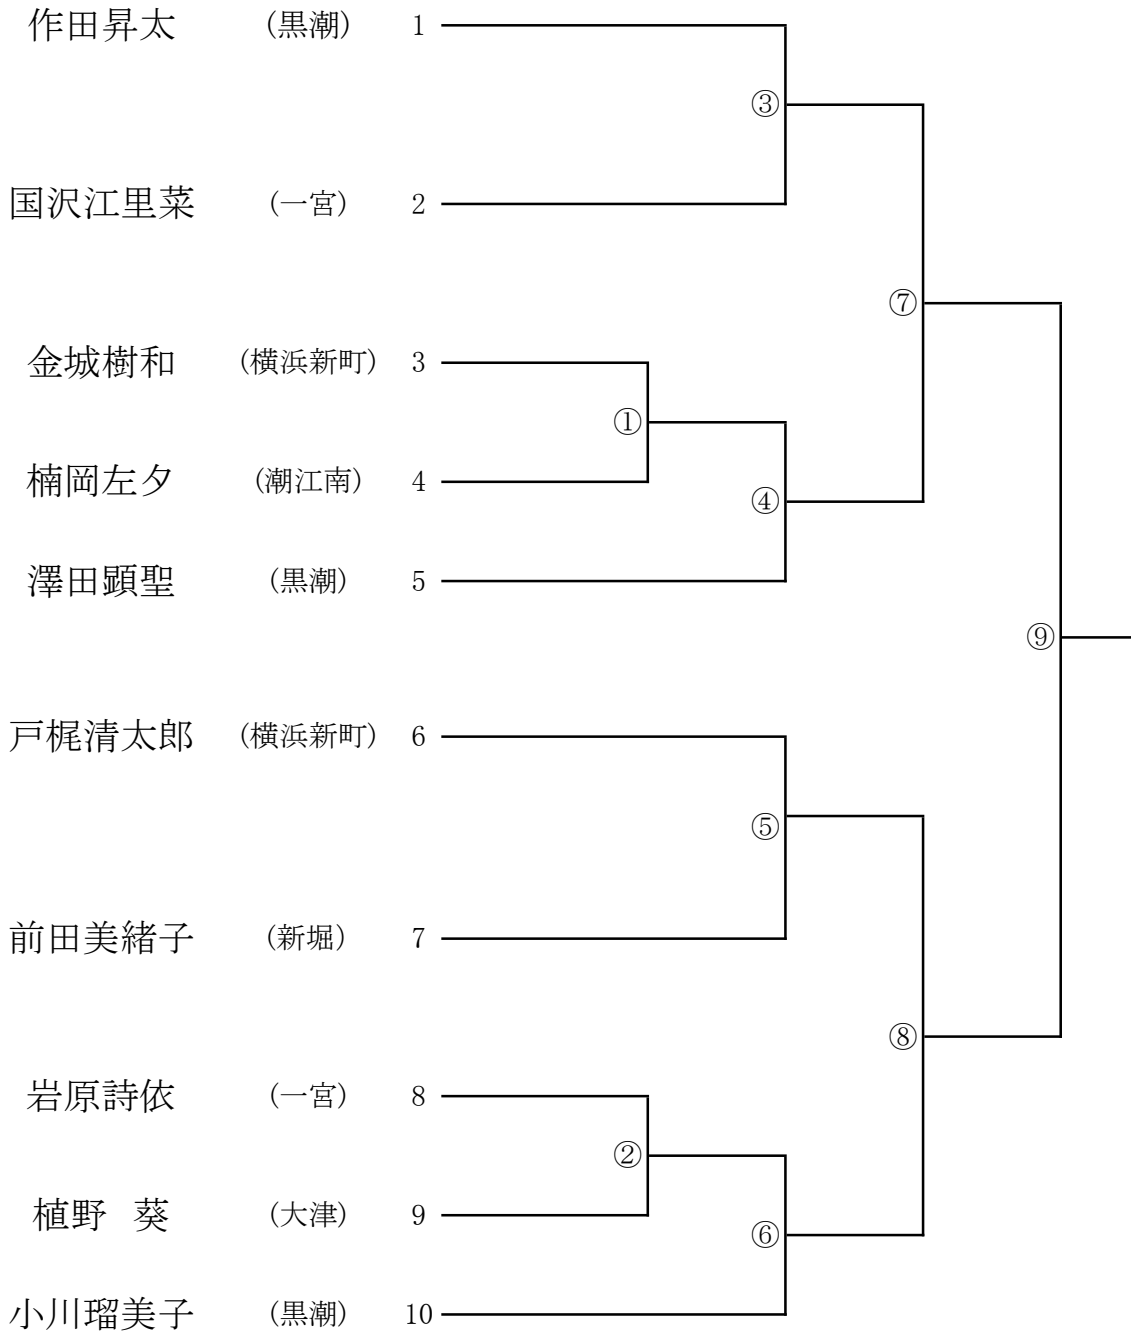 作田昇太 (黒潮) 1
③
国沢江里菜 (一宮) 2
⑦
金城樹和 (横浜新町) 3
①
楠岡左夕 (潮江南) 4
④
澤田顕聖 (黒潮) 5
⑨
戸梶清太郎 (横浜新町) 6
⑤
前田美緒子 (新堀) 7
⑧
岩原詩依 (一宮) 8
②
植野 葵 (大津) 9
⑥
小川瑠美子 (黒潮) 10